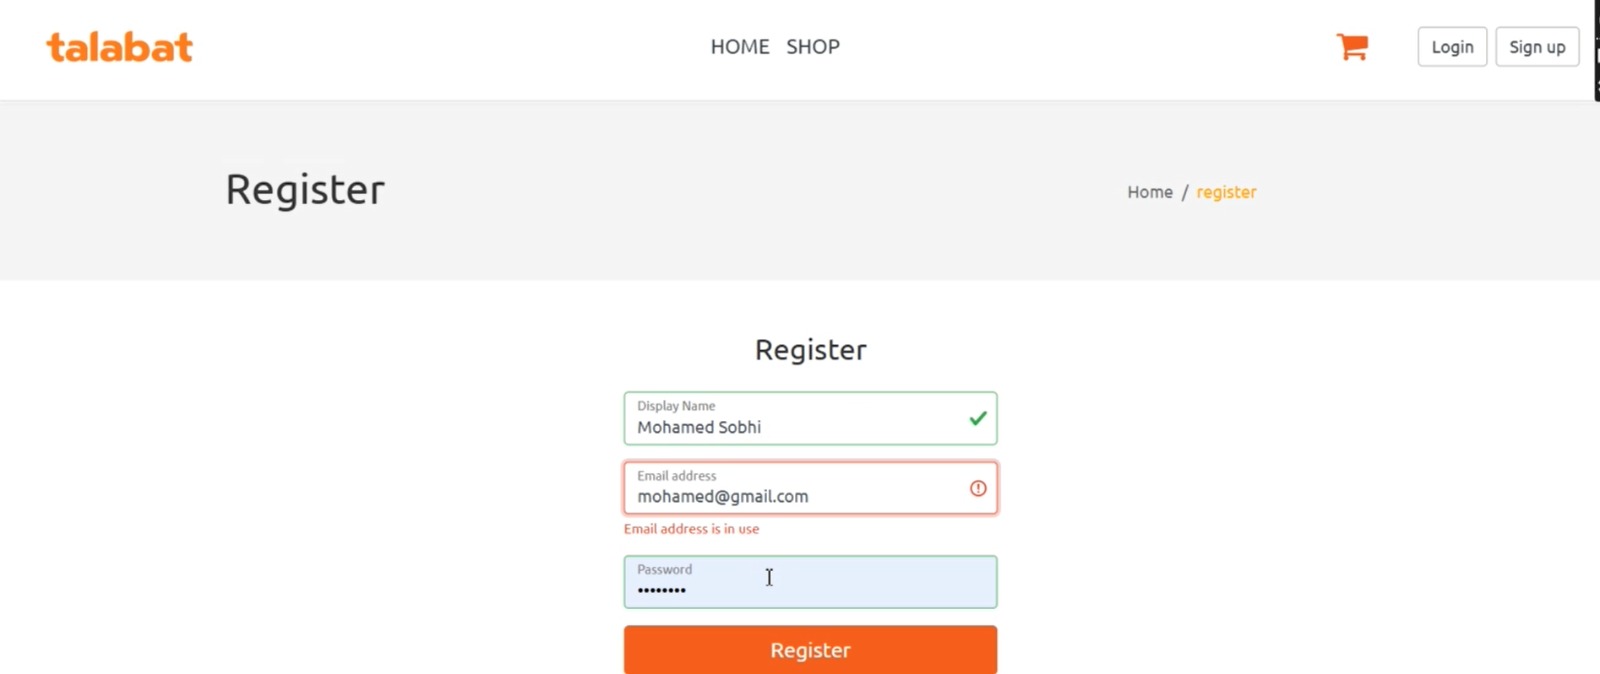 talabat
HOME SHOP
Login
Sign up
Register
Home / register
Register
Display Name
Mohamed Sobhi
Email address
mohamed@gmail.com
Email address is in use
Password
••••••••
Register